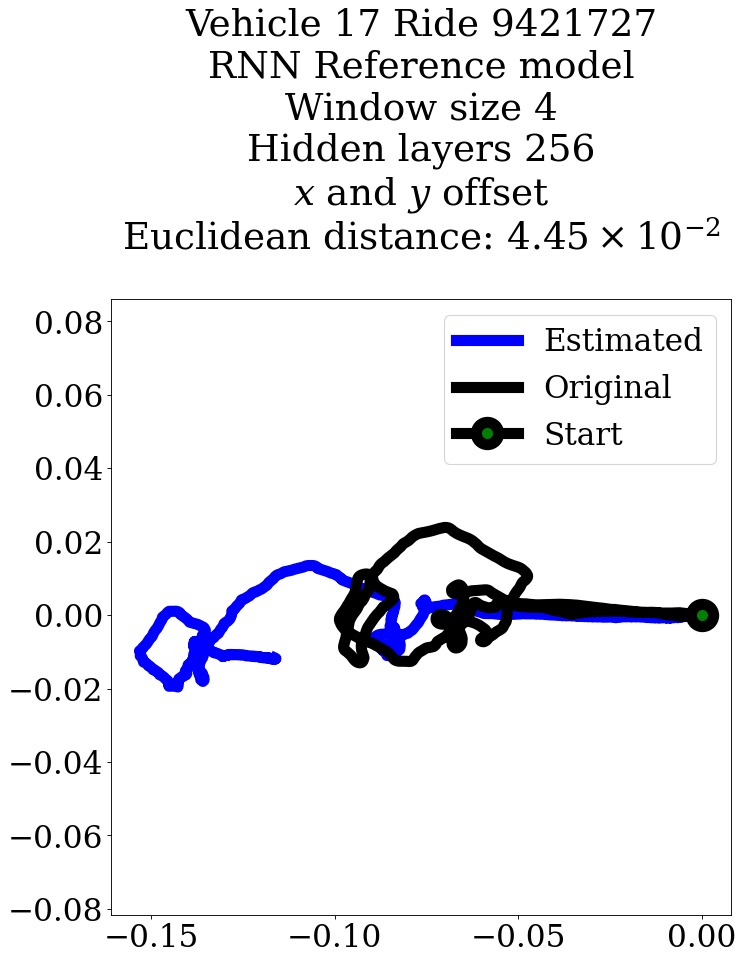 Vehicle 17 Ride 9421727
RNN Reference model
Window size 4
Hidden layers 256
x and y offset
Euclidean distance: 4.45 × 10⁻²
Estimated
Original
Start
0.08
0.06
0.04
0.02
0.00
−0.02
−0.04
−0.06
−0.08
−0.15 −0.10 −0.05 0.00